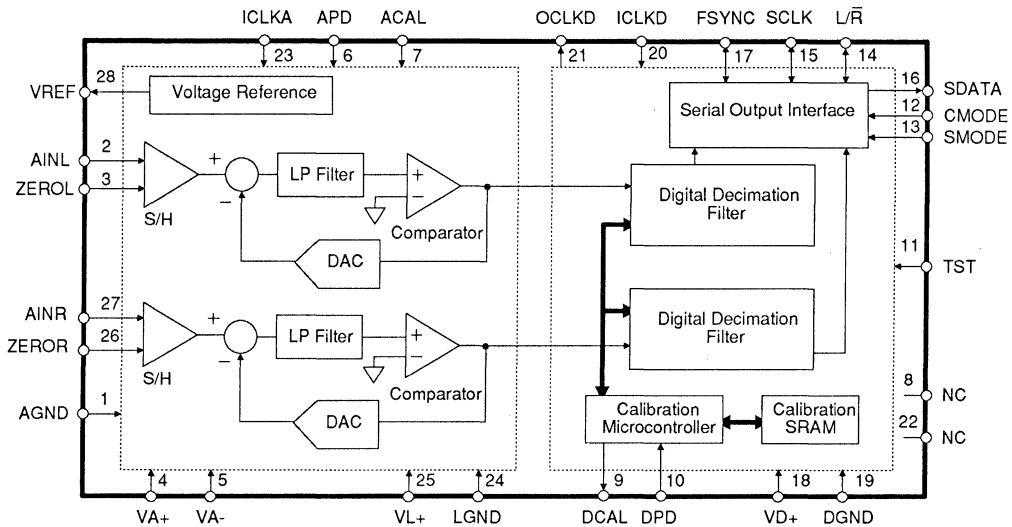 ICLKA APD ACAL OCLKD ICLKD FSYNC SCLK L/R̅
23 6 7 21 20 17 15 14
28 VREF Voltage Reference
Serial Output Interface
16 SDATA
12 CMODE
13 SMODE
AINL 2
ZEROL 3
S/H
+
−
LP Filter
+
−
Comparator
DAC
Digital Decimation
Filter
11
TST
AINR 27
ZEROR 26
S/H
+
−
LP Filter
+
−
Comparator
DAC
Digital Decimation
Filter
AGND 1
Calibration
Microcontroller
Calibration
SRAM
8
NC
22
NC
4 5 25 24 9 10 18 19
VA+ VA- VL+ LGND DCAL DPD VD+ DGND